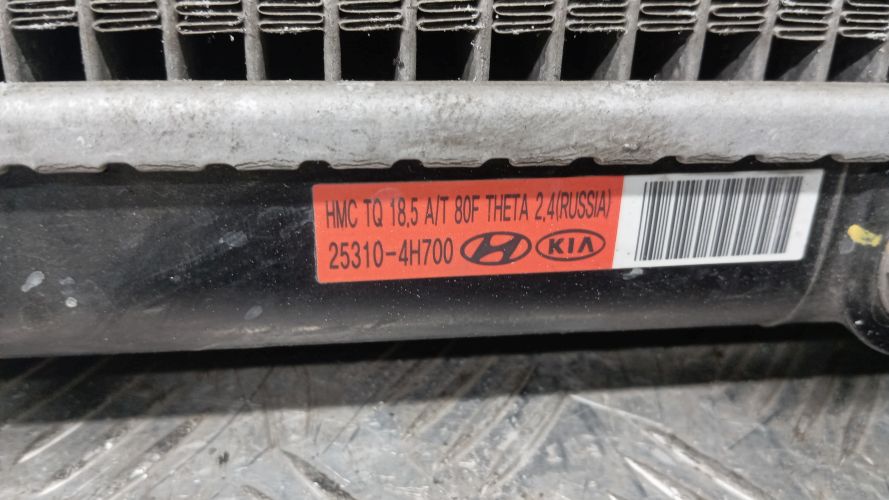 HMC TQ 18,5 A/T 80F THETA 2,4(RUSSIA)
25310-4H700 KIA